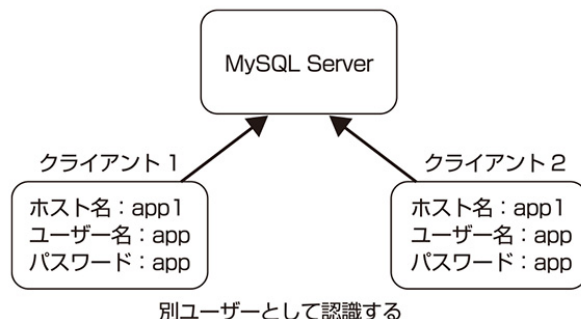 MySQL Server
クライアント1
ホスト名：app1
ユーザー名：app
パスワード：app
クライアント2
ホスト名：app1
ユーザー名：app
パスワード：app
別ユーザーとして認識する